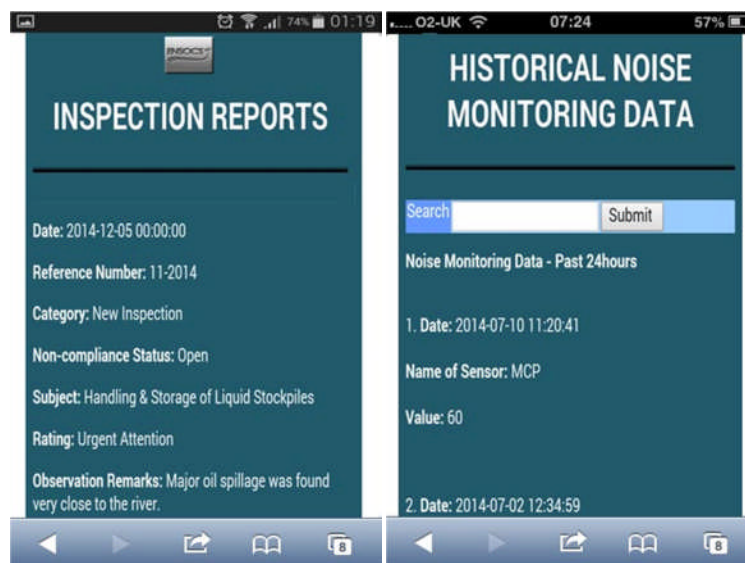 74% 01:19
INSPECTION REPORTS
Date: 2014-12-05 00:00:00
Reference Number: 11-2014
Category: New Inspection
Non-compliance Status: Open
Subject: Handling & Storage of Liquid Stockpiles
Rating: Urgent Attention
Observation Remarks: Major oil spillage was found
very close to the river.
8
O2-UK 07:24 57%
HISTORICAL NOISE
MONITORING DATA
Search Submit
Noise Monitoring Data - Past 24hours
1. Date: 2014-07-10 11:20:41
Name of Sensor: MCP
Value: 60
2. Date: 2014-07-02 12:34:59
8